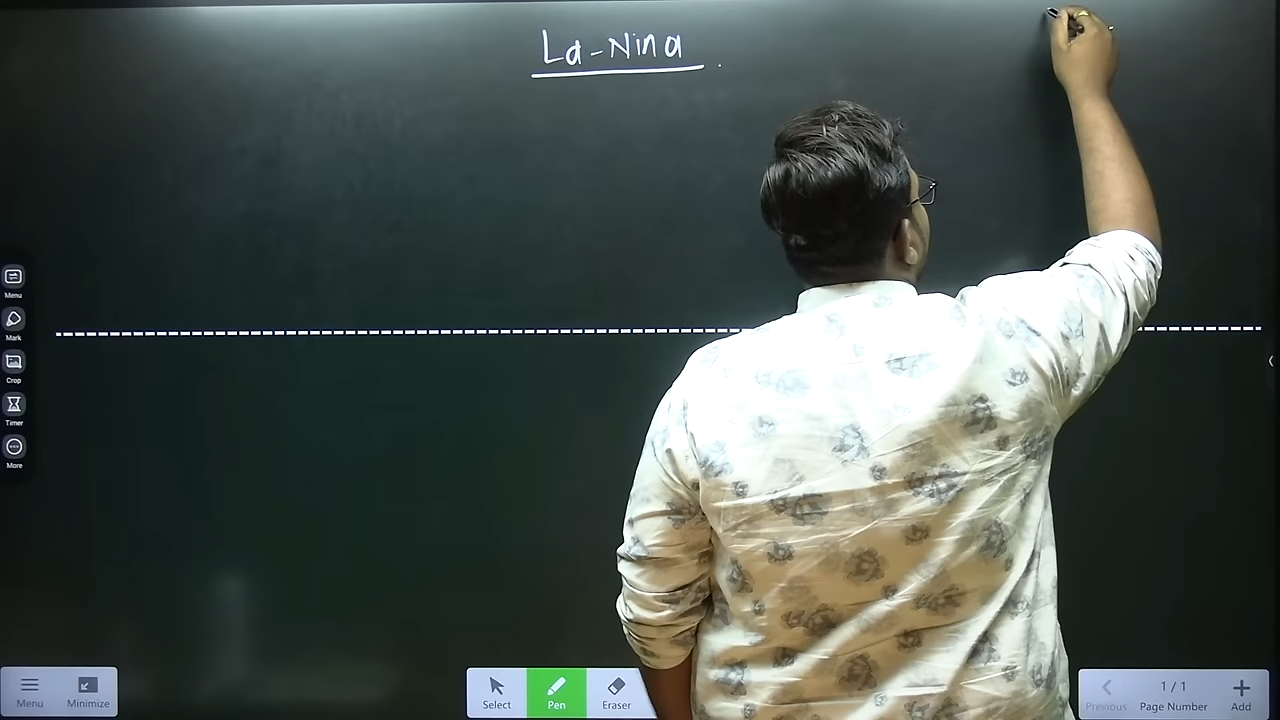 La-Nina
Menu
Mark
Crop
Timer
More
Menu
Minimize
Select
Pen
Eraser
Previous
1 / 1
Page Number
Add